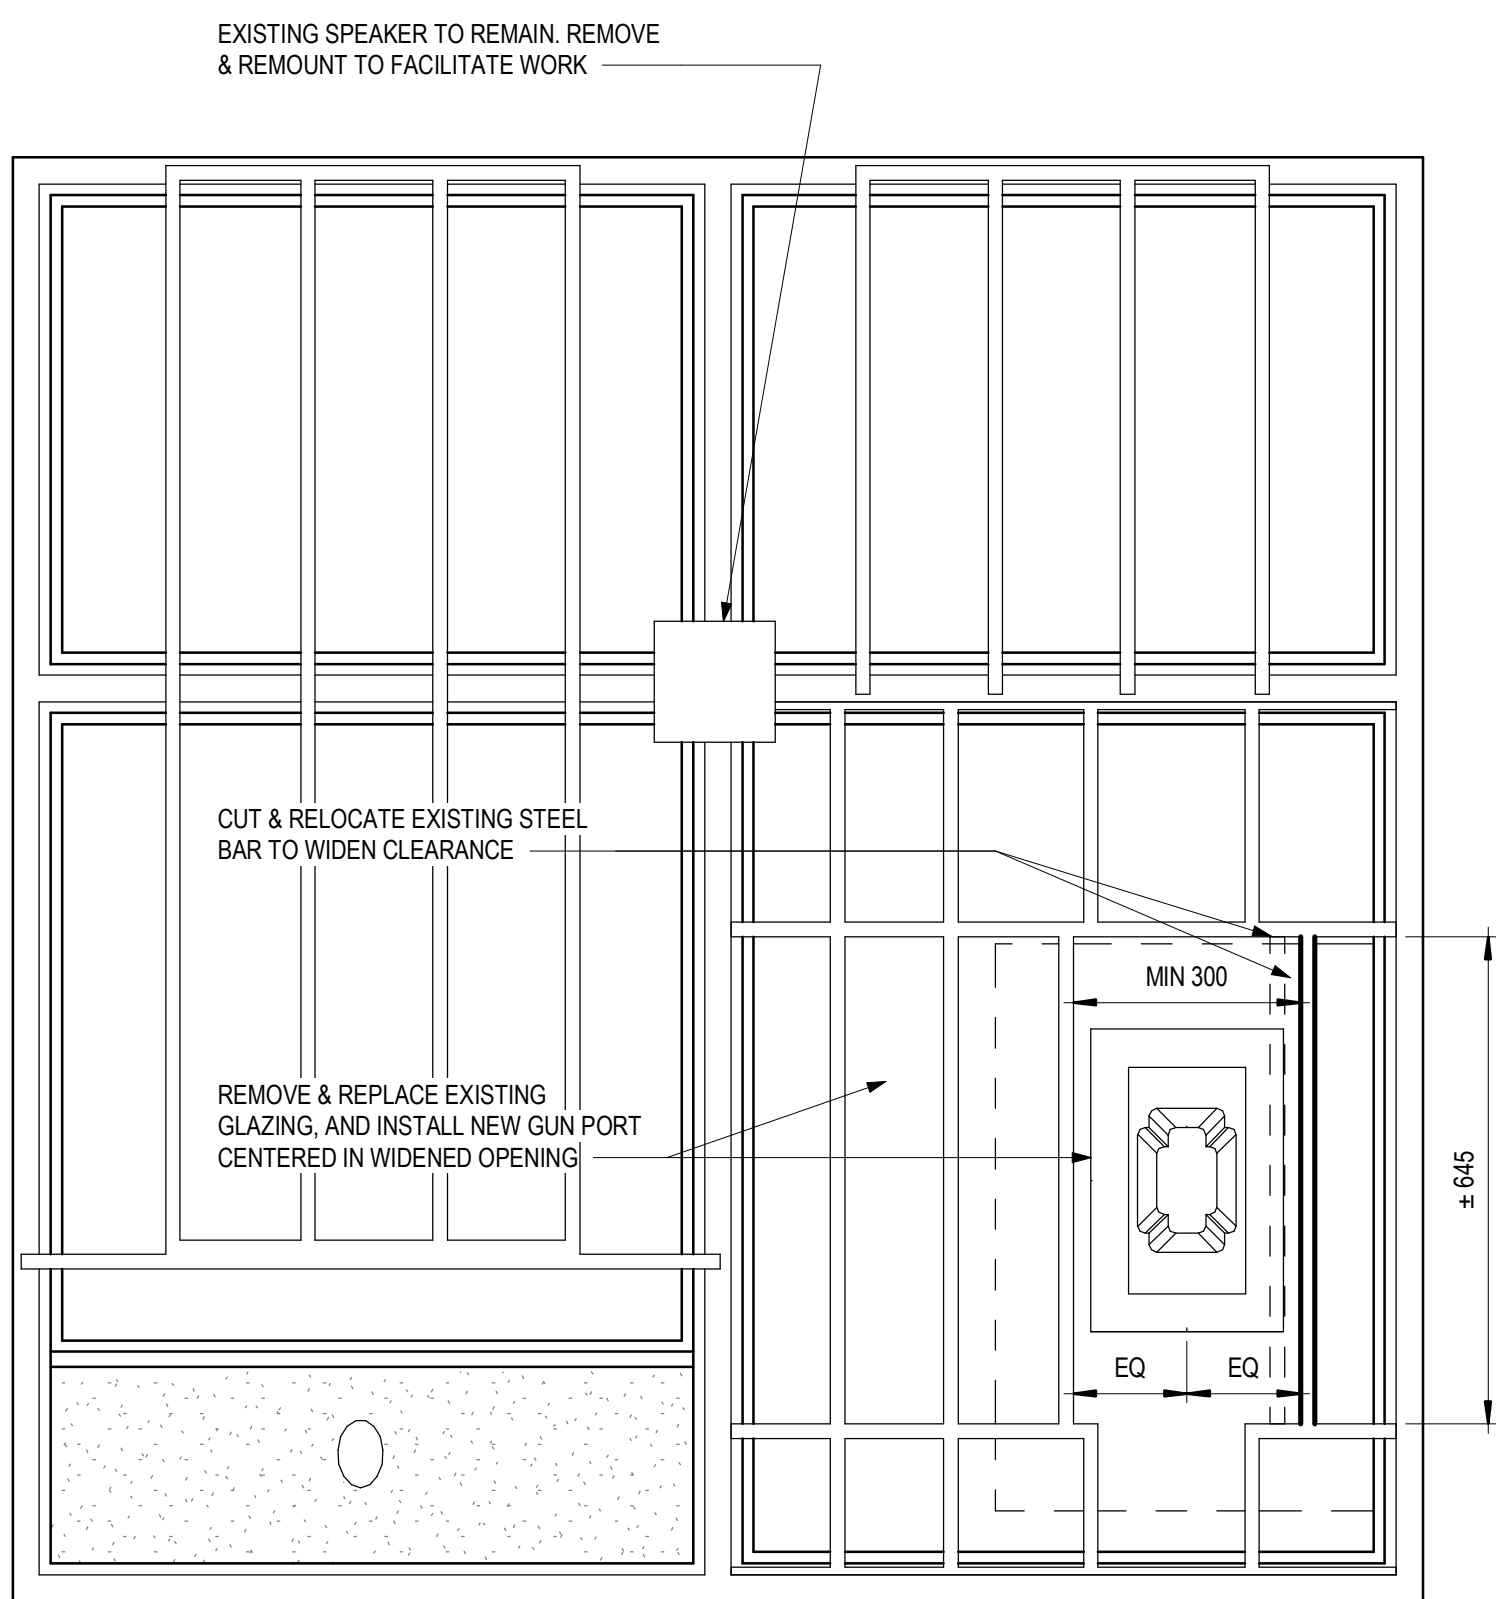 EXISTING SPEAKER TO REMAIN. REMOVE
& REMOUNT TO FACILITATE WORK
CUT & RELOCATE EXISTING STEEL
BAR TO WIDEN CLEARANCE
MIN 300
REMOVE & REPLACE EXISTING
GLAZING, AND INSTALL NEW GUN PORT
CENTERED IN WIDENED OPENING
± 645
EQ
EQ